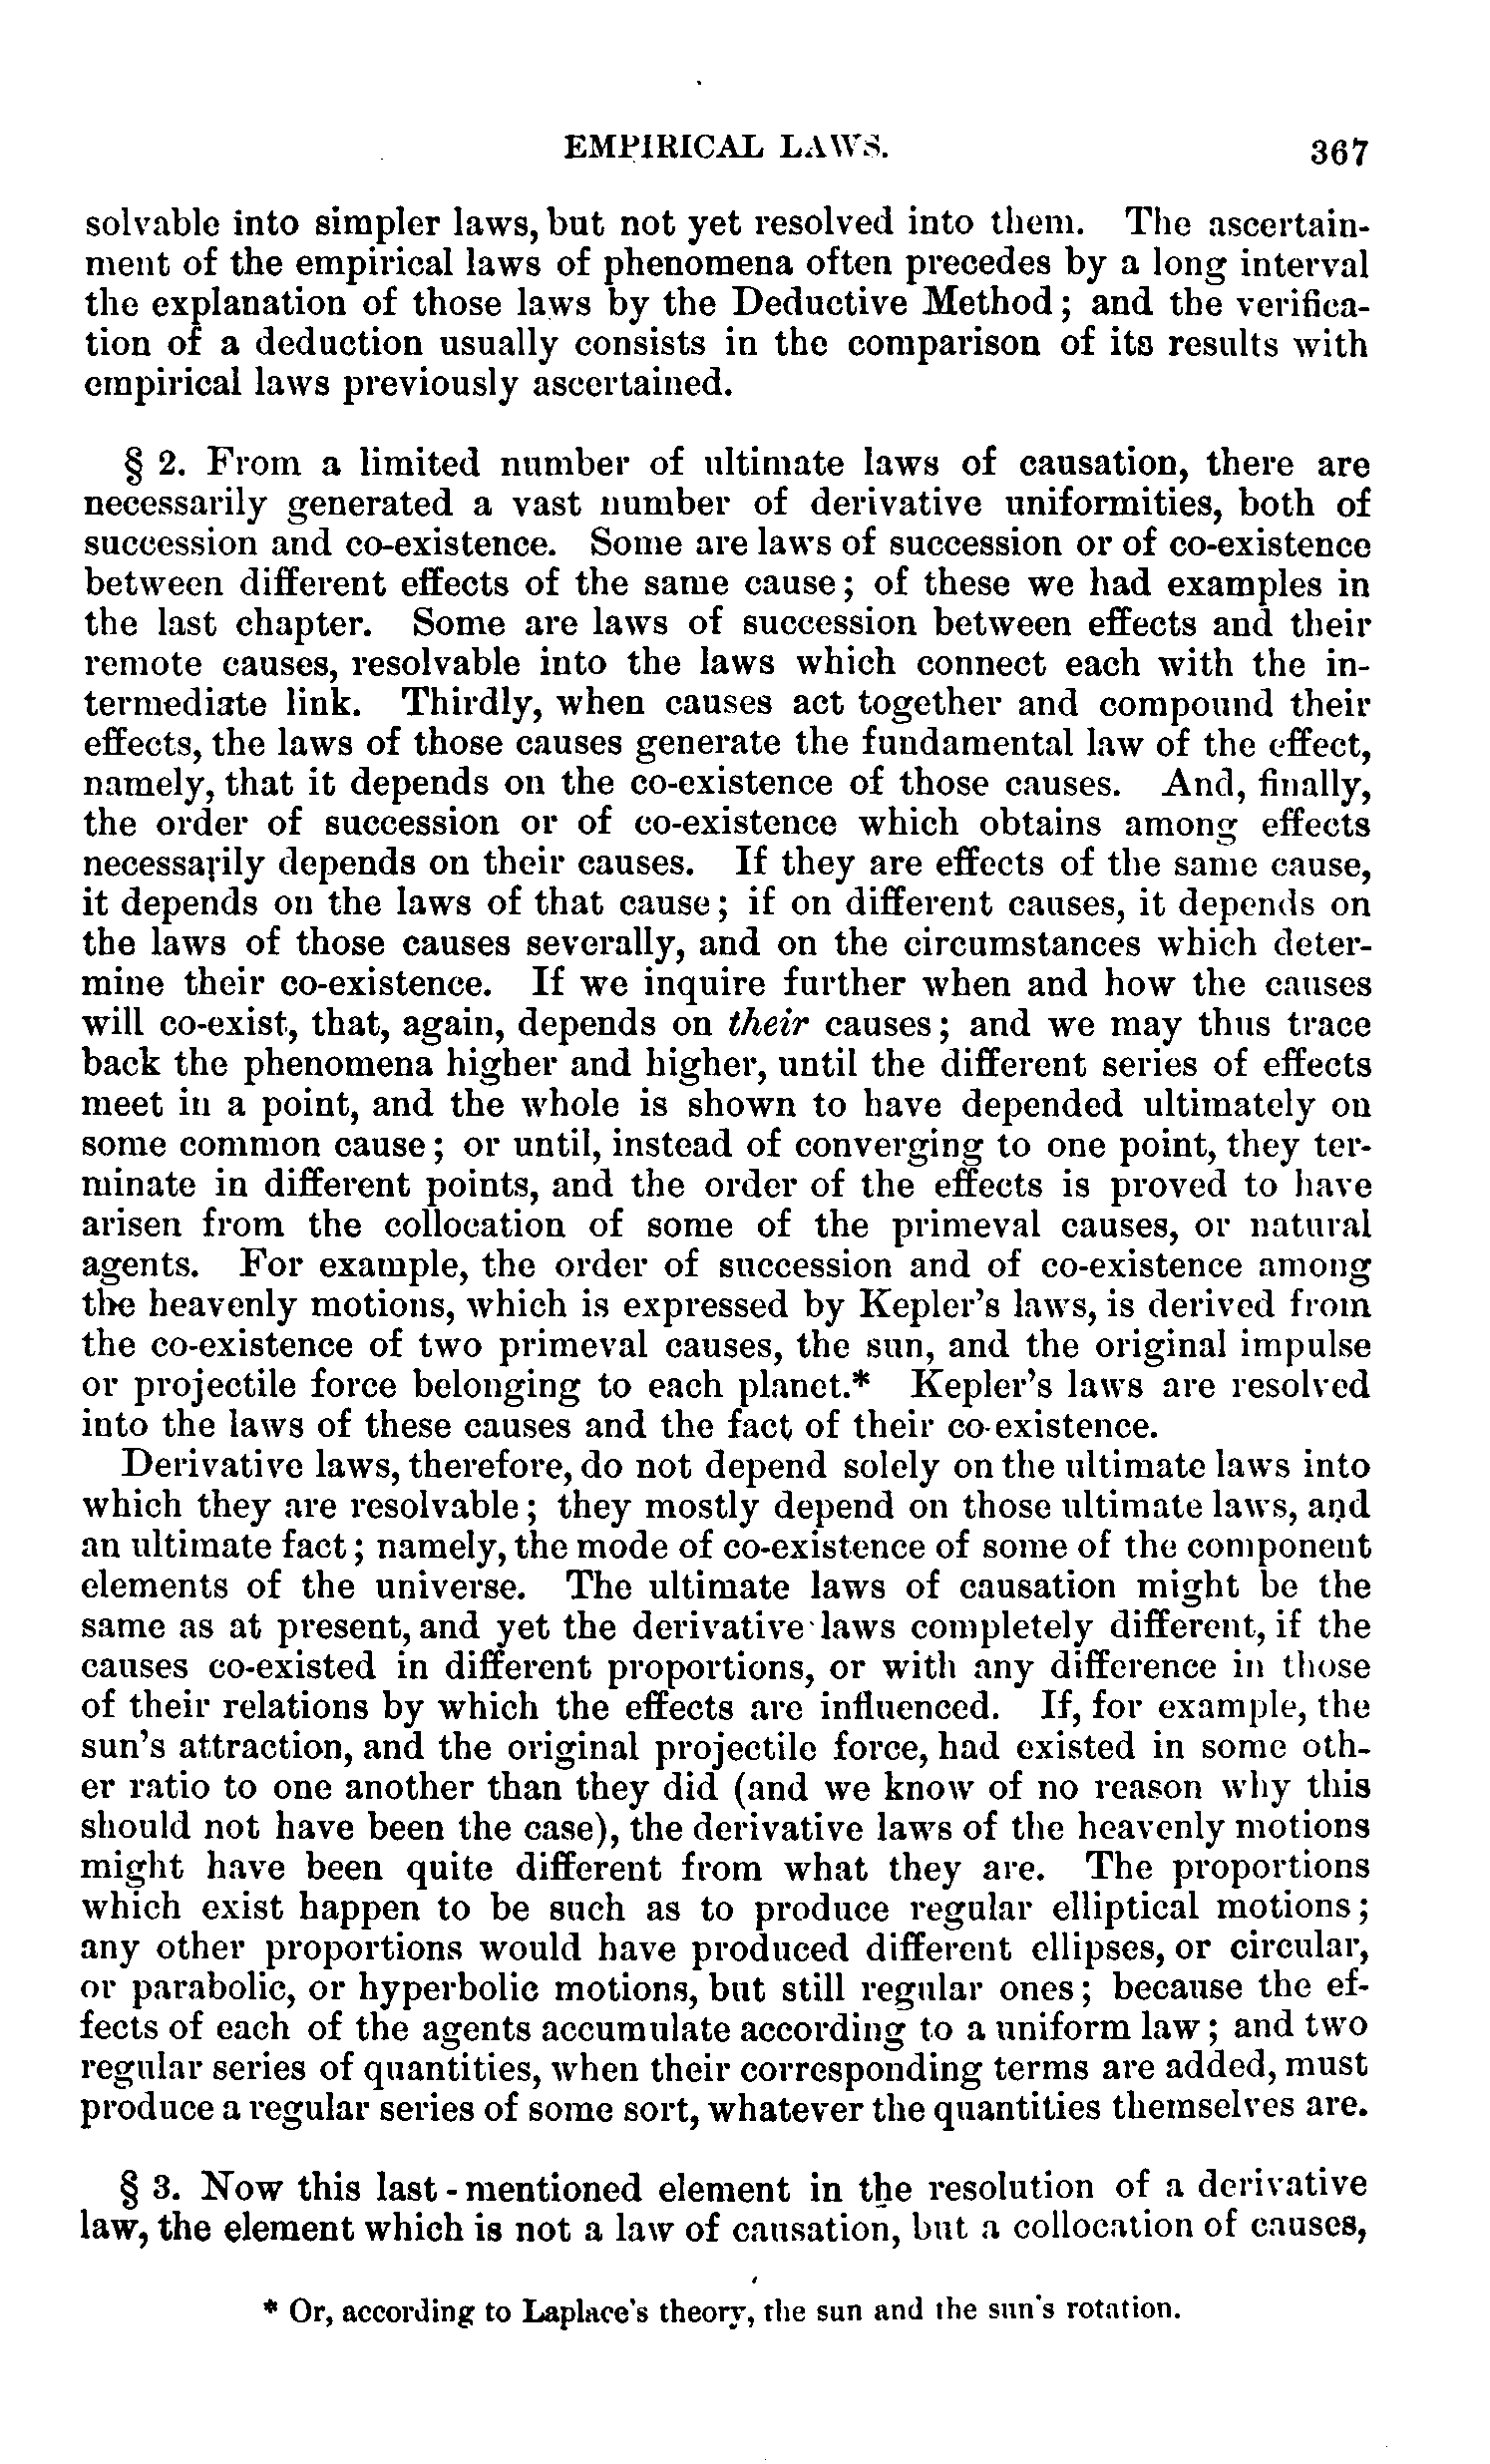 EMPIRICAL LAWS. 367
solvable into simpler laws, but not yet resolved into them. The ascertain-
ment of the empirical laws of phenomena often precedes by a long interval
the explanation of those laws by the Deductive Method; and the verifica-
tion of a deduction usually consists in the comparison of its results with
empirical laws previously ascertained.
§ 2. From a limited number of ultimate laws of causation, there are
necessarily generated a vast number of derivative uniformities, both of
succession and co-existence. Some are laws of succession or of co-existence
between different effects of the same cause; of these we had examples in
the last chapter. Some are laws of succession between effects and their
remote causes, resolvable into the laws which connect each with the in-
termediate link. Thirdly, when causes act together and compound their
effects, the laws of those causes generate the fundamental law of the effect,
namely, that it depends on the co-existence of those causes. And, finally,
the order of succession or of co-existence which obtains among effects
necessarily depends on their causes. If they are effects of the same cause,
it depends on the laws of that cause; if on different causes, it depends on
the laws of those causes severally, and on the circumstances which deter-
mine their co-existence. If we inquire further when and how the causes
will co-exist, that, again, depends on their causes; and we may thus trace
back the phenomena higher and higher, until the different series of effects
meet in a point, and the whole is shown to have depended ultimately on
some common cause; or until, instead of converging to one point, they ter-
minate in different points, and the order of the effects is proved to have
arisen from the collocation of some of the primeval causes, or natural
agents. For example, the order of succession and of co-existence among
the heavenly motions, which is expressed by Kepler's laws, is derived from
the co-existence of two primeval causes, the sun, and the original impulse
or projectile force belonging to each planet.* Kepler's laws are resolved
into the laws of these causes and the fact of their co-existence.
Derivative laws, therefore, do not depend solely on the ultimate laws into
which they are resolvable; they mostly depend on those ultimate laws, and
an ultimate fact; namely, the mode of co-existence of some of the component
elements of the universe. The ultimate laws of causation might be the
same as at present, and yet the derivative laws completely different, if the
causes co-existed in different proportions, or with any difference in those
of their relations by which the effects are influenced. If, for example, the
sun's attraction, and the original projectile force, had existed in some oth-
er ratio to one another than they did (and we know of no reason why this
should not have been the case), the derivative laws of the heavenly motions
might have been quite different from what they are. The proportions
which exist happen to be such as to produce regular elliptical motions;
any other proportions would have produced different ellipses, or circular,
or parabolic, or hyperbolic motions, but still regular ones; because the ef-
fects of each of the agents accumulate according to a uniform law; and two
regular series of quantities, when their corresponding terms are added, must
produce a regular series of some sort, whatever the quantities themselves are.
§ 3. Now this last-mentioned element in the resolution of a derivative
law, the element which is not a law of causation, but a collocation of causes,
* Or, according to Laplace's theory, the sun and the sun's rotation.